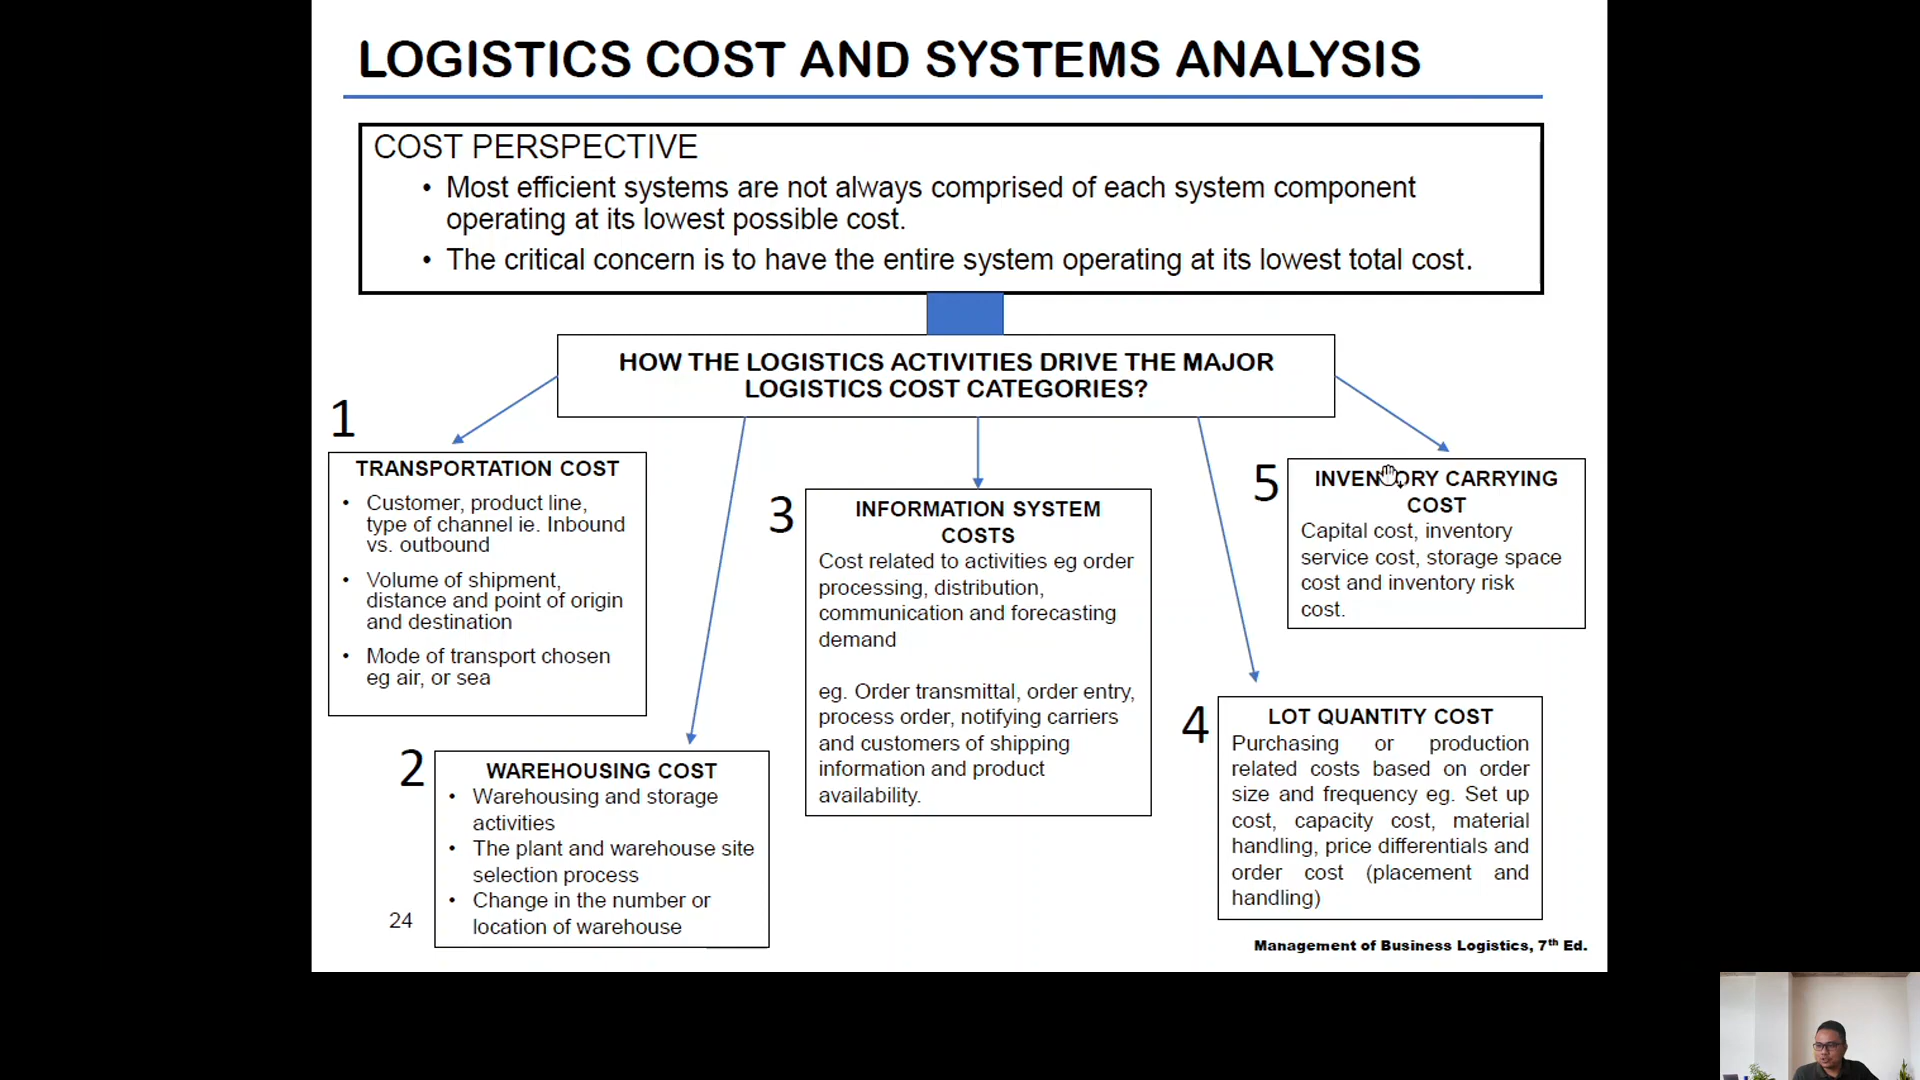 LOGISTICS COST AND SYSTEMS ANALYSIS
COST PERSPECTIVE
• Most efficient systems are not always comprised of each system component
operating at its lowest possible cost.
• The critical concern is to have the entire system operating at its lowest total cost.
HOW THE LOGISTICS ACTIVITIES DRIVE THE MAJOR
LOGISTICS COST CATEGORIES?
1
TRANSPORTATION COST
• Customer, product line,
type of channel ie. Inbound
vs. outbound
• Volume of shipment,
distance and point of origin
and destination
• Mode of transport chosen
eg air, or sea
2
WAREHOUSING COST
• Warehousing and storage
activities
• The plant and warehouse site
selection process
• Change in the number or
location of warehouse
3
INFORMATION SYSTEM
COSTS
Cost related to activities eg order
processing, distribution,
communication and forecasting
demand
eg. Order transmittal, order entry,
process order, notifying carriers
and customers of shipping
information and product
availability.
4
LOT QUANTITY COST
Purchasing or production
related costs based on order
size and frequency eg. Set up
cost, capacity cost, material
handling, price differentials and
order cost (placement and
handling)
5
INVENTORY CARRYING
COST
Capital cost, inventory
service cost, storage space
cost and inventory risk
cost.
24
Management of Business Logistics, 7th Ed.